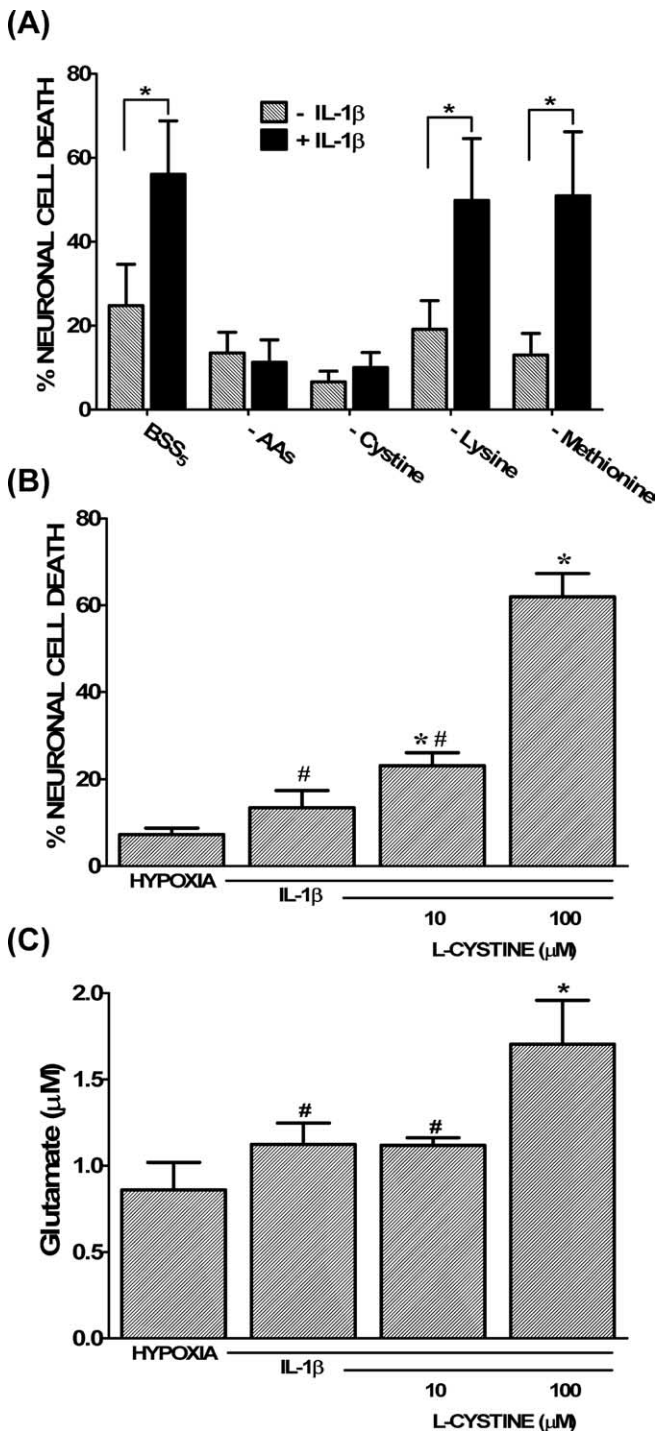 (A)
80
60
40
20
0
% NEURONAL CELL DEATH
*
*
*
- IL-1β
+ IL-1β
BSS5
- AAs
- Cystine
- Lysine
- Methionine
(B)
80
60
40
20
0
% NEURONAL CELL DEATH
#
* #
*
HYPOXIA
IL-1β
10
100
L-CYSTINE (μM)
(C)
2.0
1.5
1.0
0.5
0.0
Glutamate (μM)
#
#
*
HYPOXIA
IL-1β
10
100
L-CYSTINE (μM)